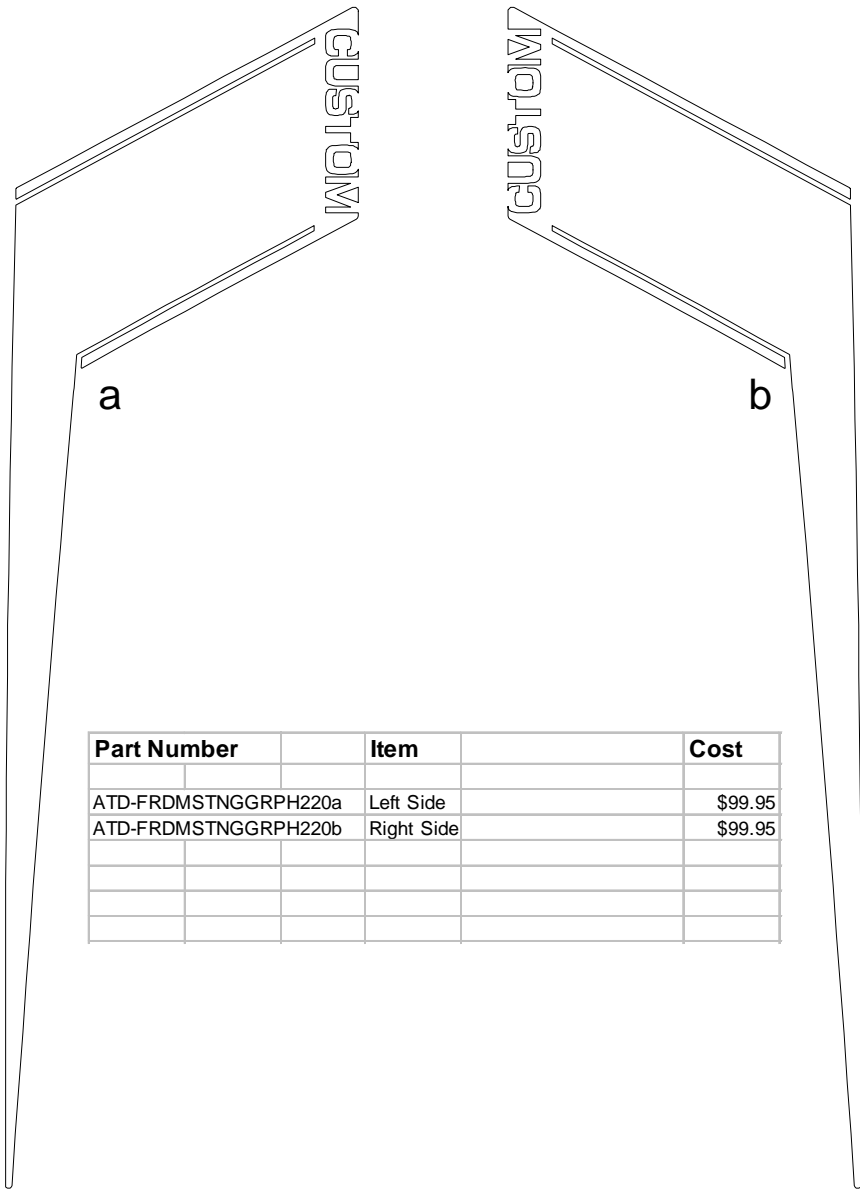 CUSTOM
CUSTOM
a
b
Part Number Item Cost
ATD-FRDMSTNGGRPH220a Left Side $99.95
ATD-FRDMSTNGGRPH220b Right Side $99.95